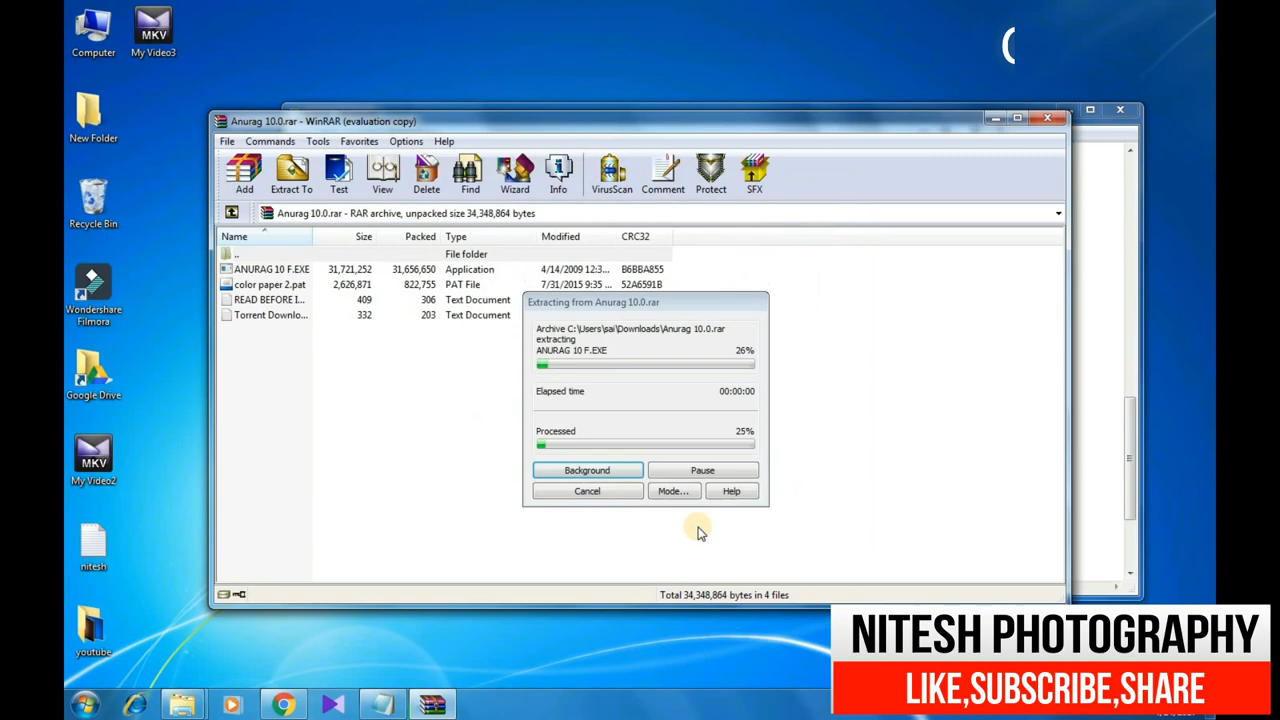 Computer
My Video3
New Folder
Recycle Bin
Wondershare
Filmora
Google Drive
My Video2
nitesh
youtube
Anurag 10.0.rar - WinRAR (evaluation copy)
File Commands Tools Favorites Options Help
Add Extract To Test View Delete Find Wizard Info VirusScan Comment Protect SFX
Anurag 10.0.rar - RAR archive, unpacked size 34,348,864 bytes
Name Size Packed Type Modified CRC32
.. File folder
ANURAG 10 F.EXE 31,721,252 31,656,650 Application 4/14/2009 12:3... B6BBA855
color paper 2.pat 2,626,871 822,755 PAT File 7/31/2015 9:35 ... 52A6591B
READ BEFORE I... 409 306 Text Document
Torrent Downlo... 332 203 Text Document
Extracting from Anurag 10.0.rar
Archive C:\Users\sai\Downloads\Anurag 10.0.rar
extracting
ANURAG 10 F.EXE 26%
Elapsed time 00:00:00
Processed 25%
Background Pause
Cancel Mode... Help
Total 34,348,864 bytes in 4 files
NITESH PHOTOGRAPHY
LIKE,SUBSCRIBE,SHARE